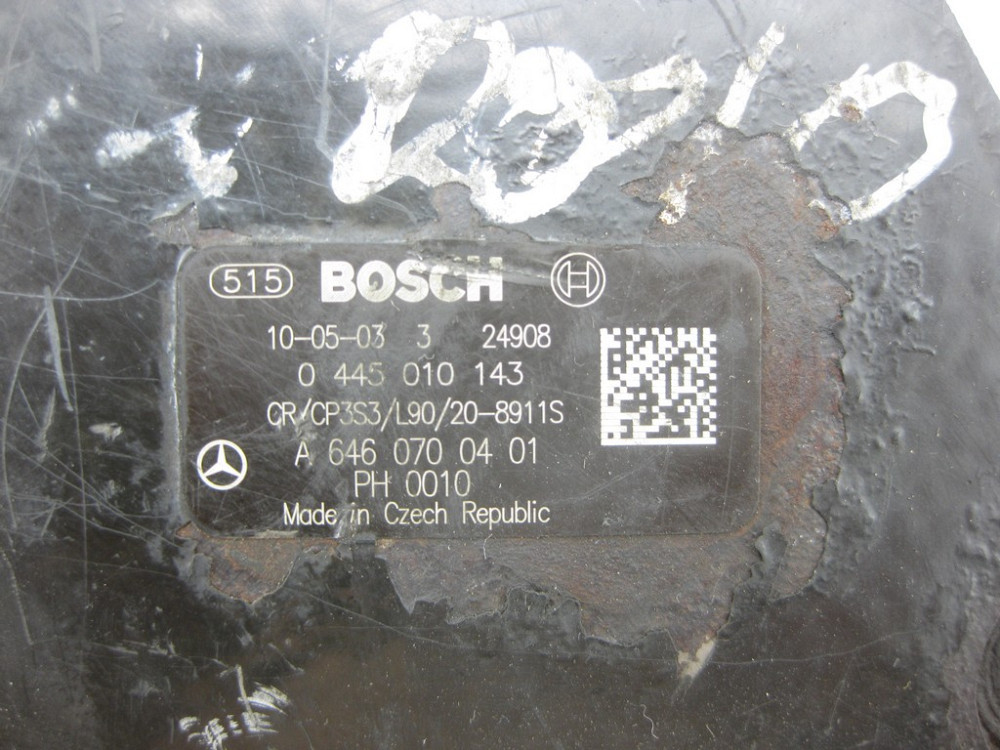 515 BOSCH
10-05-03 3 24908
0 445 010 143
CR/CP3S3/L90/20-8911S
A 646 070 04 01
PH 0010
Made in Czech Republic